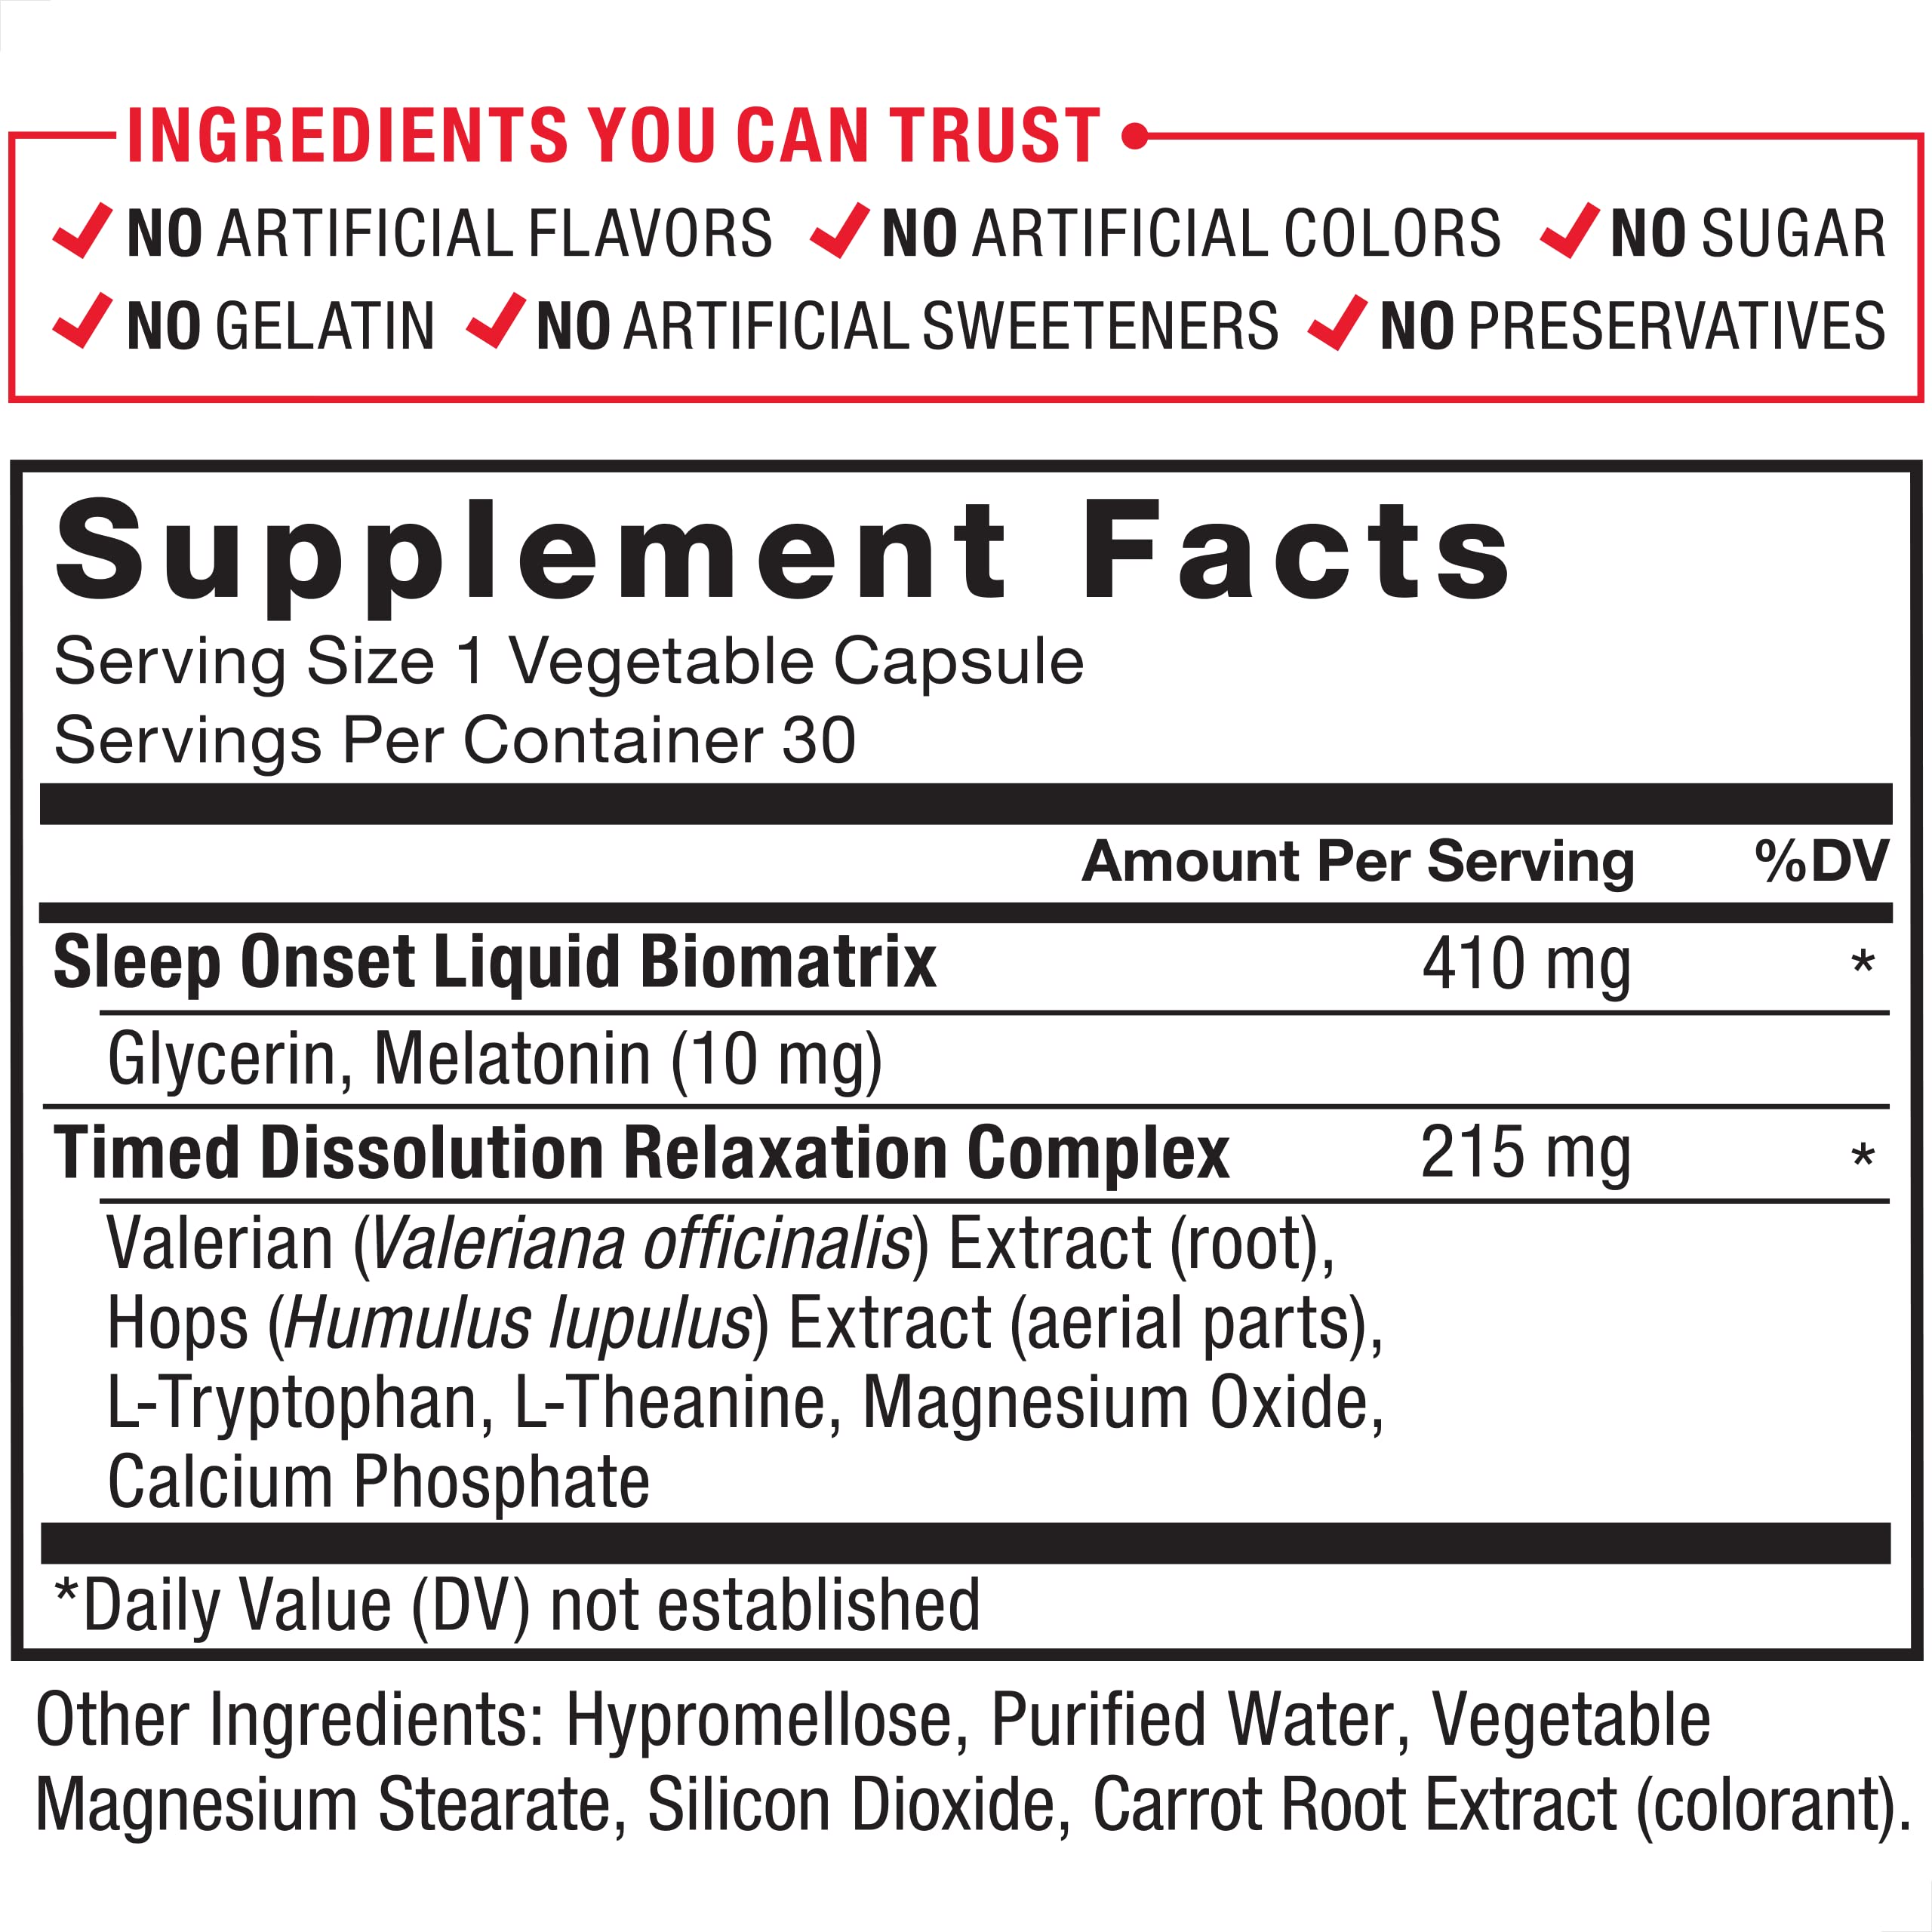 INGREDIENTS YOU CAN TRUST
NO ARTIFICIAL FLAVORS NO ARTIFICIAL COLORS NO SUGAR
NO GELATIN NO ARTIFICIAL SWEETENERS NO PRESERVATIVES
Supplement Facts
Serving Size 1 Vegetable Capsule
Servings Per Container 30
Amount Per Serving %DV
Sleep Onset Liquid Biomatrix 410 mg *
Glycerin, Melatonin (10 mg)
Timed Dissolution Relaxation Complex 215 mg *
Valerian (Valeriana officinalis) Extract (root),
Hops (Humulus lupulus) Extract (aerial parts),
L-Tryptophan, L-Theanine, Magnesium Oxide,
Calcium Phosphate
*Daily Value (DV) not established
Other Ingredients: Hypromellose, Purified Water, Vegetable
Magnesium Stearate, Silicon Dioxide, Carrot Root Extract (colorant).